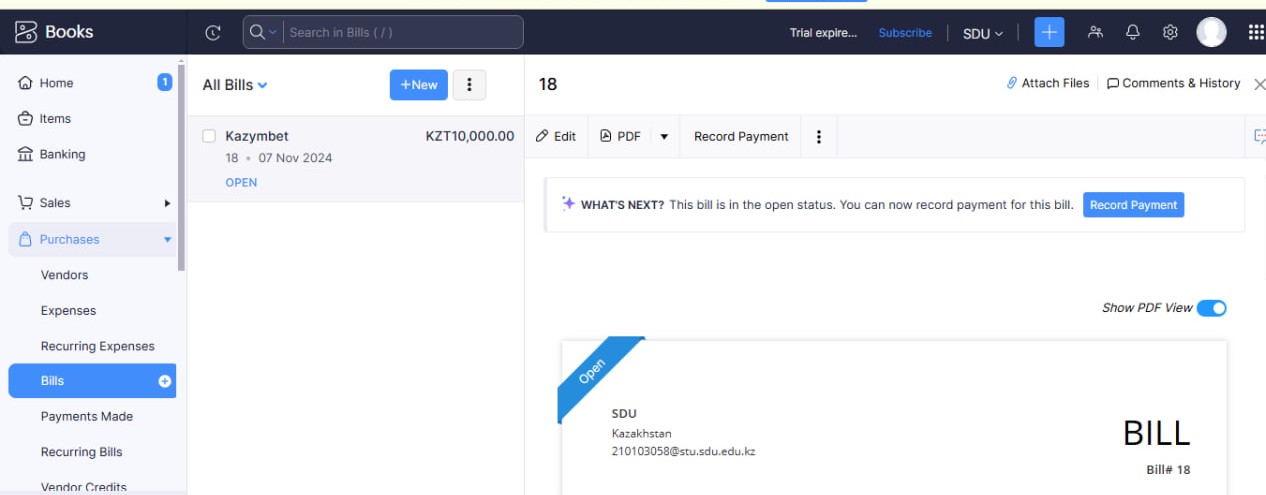 Books
Search in Bills ( / )
Trial expire...
Subscribe
SDU
Home
1
Items
Banking
Sales
Purchases
Vendors
Expenses
Recurring Expenses
Bills
Payments Made
Recurring Bills
Vendor Credits
All Bills
+New
Kazymbet KZT10,000.00
18 • 07 Nov 2024
OPEN
18
Attach Files
Comments & History
Edit
PDF
Record Payment
WHAT'S NEXT? This bill is in the open status. You can now record payment for this bill. Record Payment
Show PDF View
Open
SDU
Kazakhstan
210103058@stu.sdu.edu.kz
BILL
Bill# 18